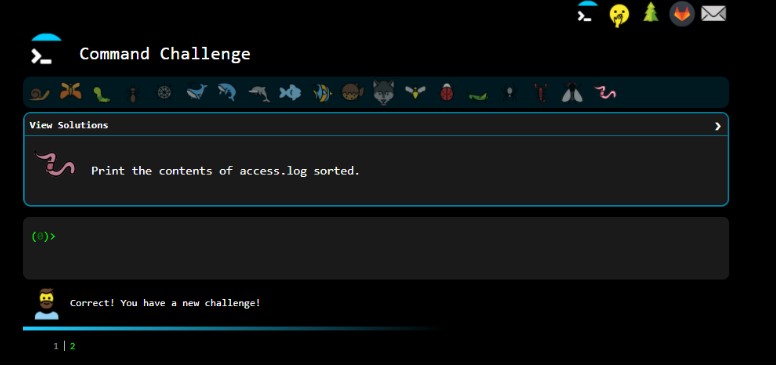 Command Challenge
View Solutions
Print the contents of access.log sorted.
(0)>
Correct! You have a new challenge!
1 | 2